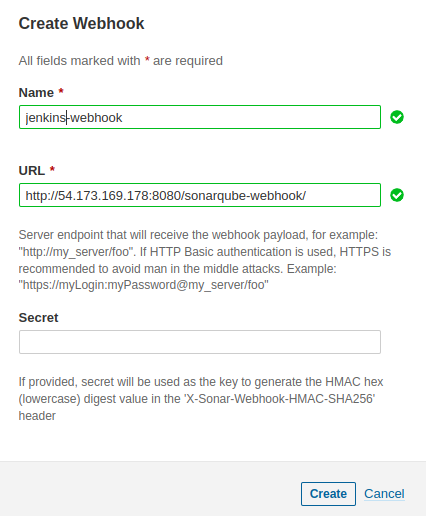 Create Webhook
All fields marked with * are required
Name *
jenkins-webhook
URL *
http://54.173.169.178:8080/sonarqube-webhook/
Server endpoint that will receive the webhook payload, for example:
"http://my_server/foo". If HTTP Basic authentication is used, HTTPS is
recommended to avoid man in the middle attacks. Example:
"https://myLogin:myPassword@my_server/foo"
Secret
If provided, secret will be used as the key to generate the HMAC hex
(lowercase) digest value in the 'X-Sonar-Webhook-HMAC-SHA256'
header
Create Cancel